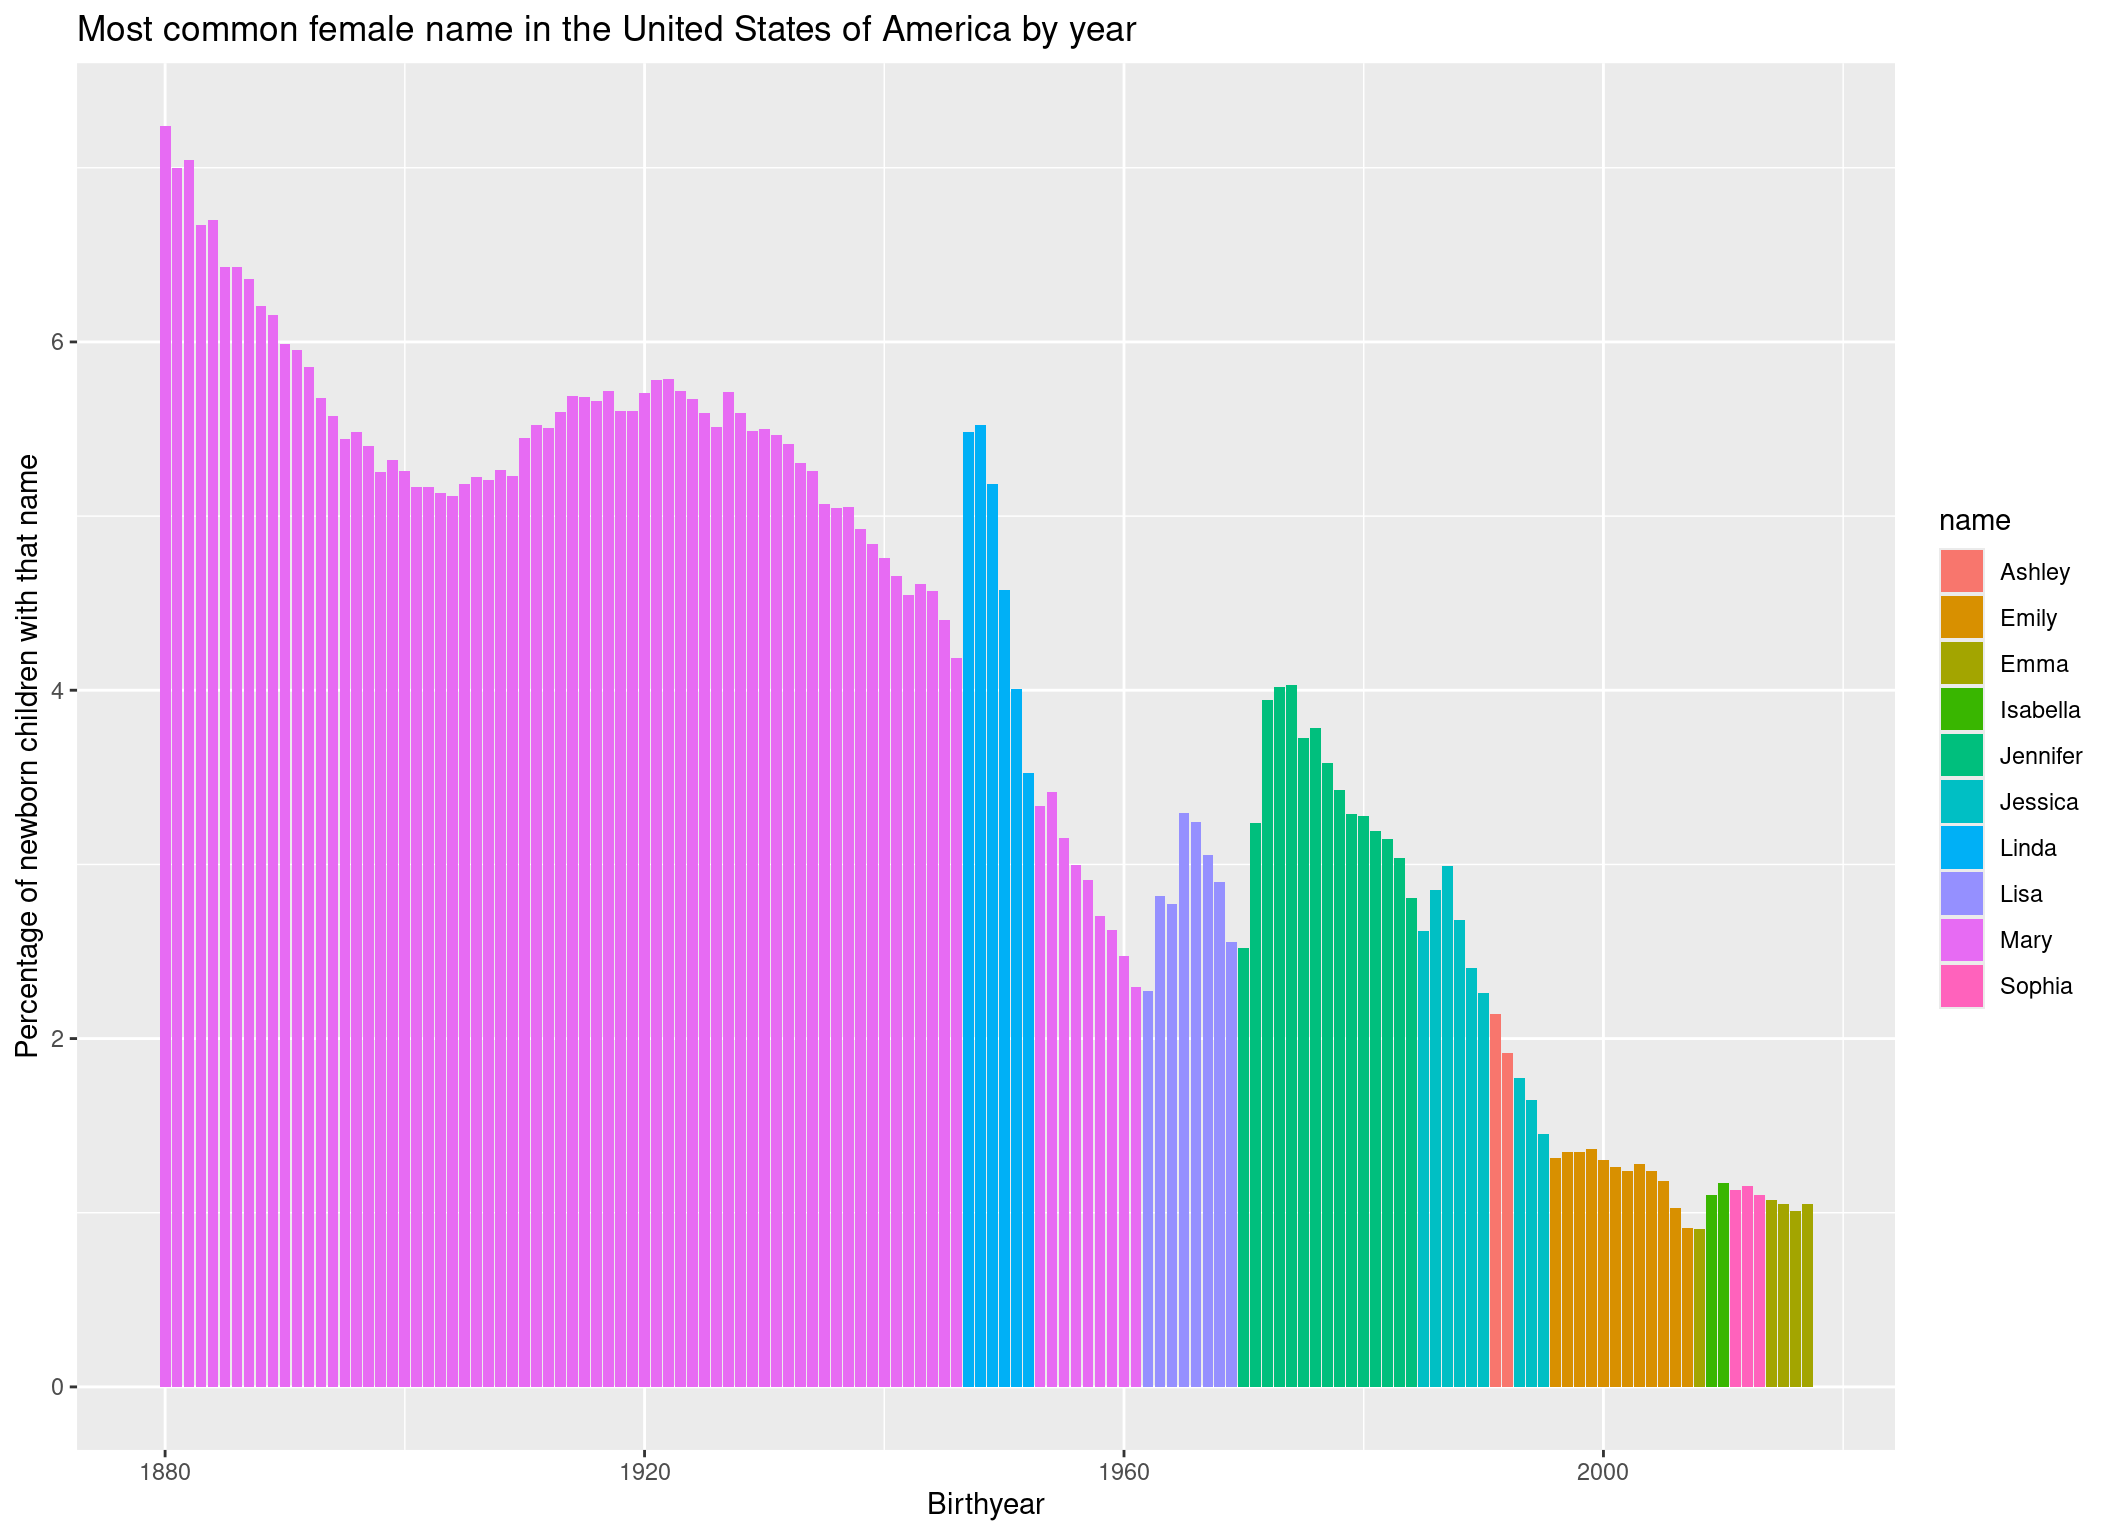 Most common female name in the United States of America by year
Percentage of newborn children with that name
6
4
2
0
1880
1920
1960
2000
Birthyear
name
Ashley
Emily
Emma
Isabella
Jennifer
Jessica
Linda
Lisa
Mary
Sophia